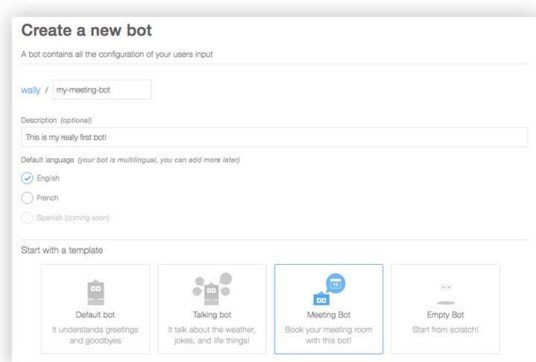 Create a new bot
A bot contains all the configuration of your users input
wally / my-meeting-bot
Description (optional)
This is my really first bot!
Default language (your bot is multilingual, you can add more later)
English
French
Spanish (coming soon)
Start with a template
Default bot
It understands greetings
and goodbyes
Talking bot
It talk about the weather,
jokes, and life things!
Meeting Bot
Book your meeting room
with this bot!
Empty Bot
Start from scratch!